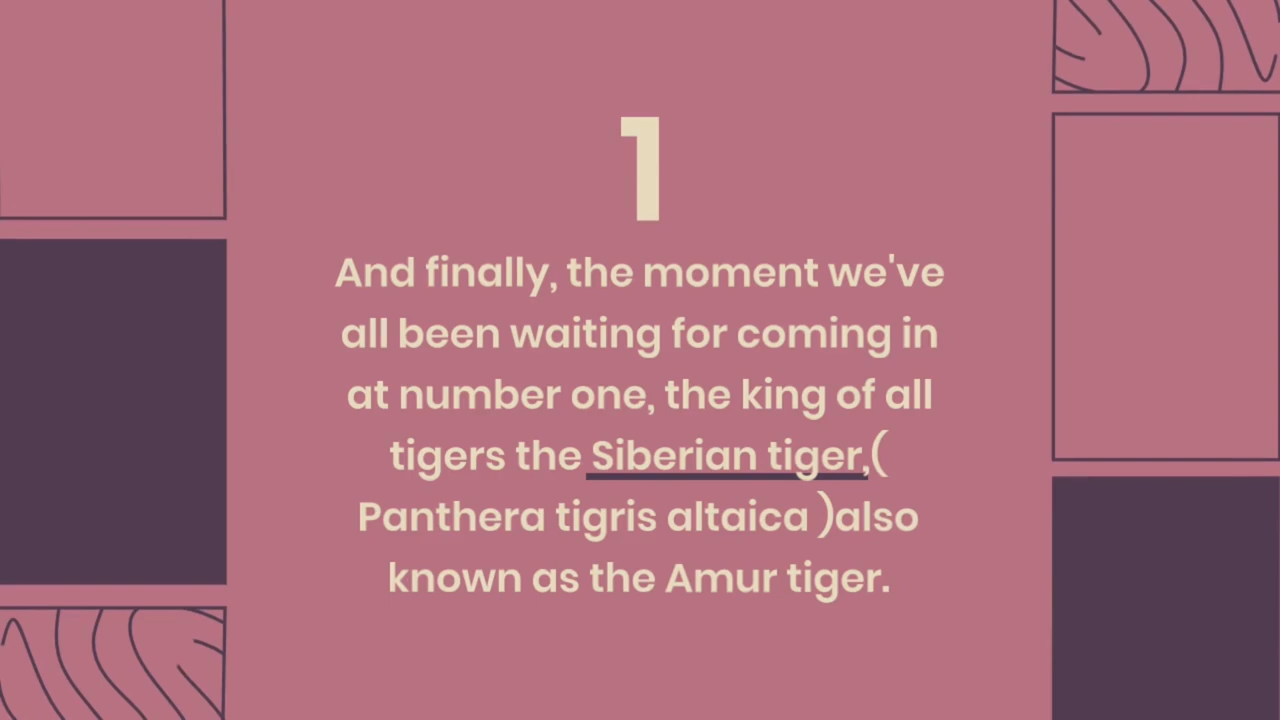 1
And finally, the moment we've
all been waiting for coming in
at number one, the king of all
tigers the Siberian tiger,(
Panthera tigris altaica )also
known as the Amur tiger.